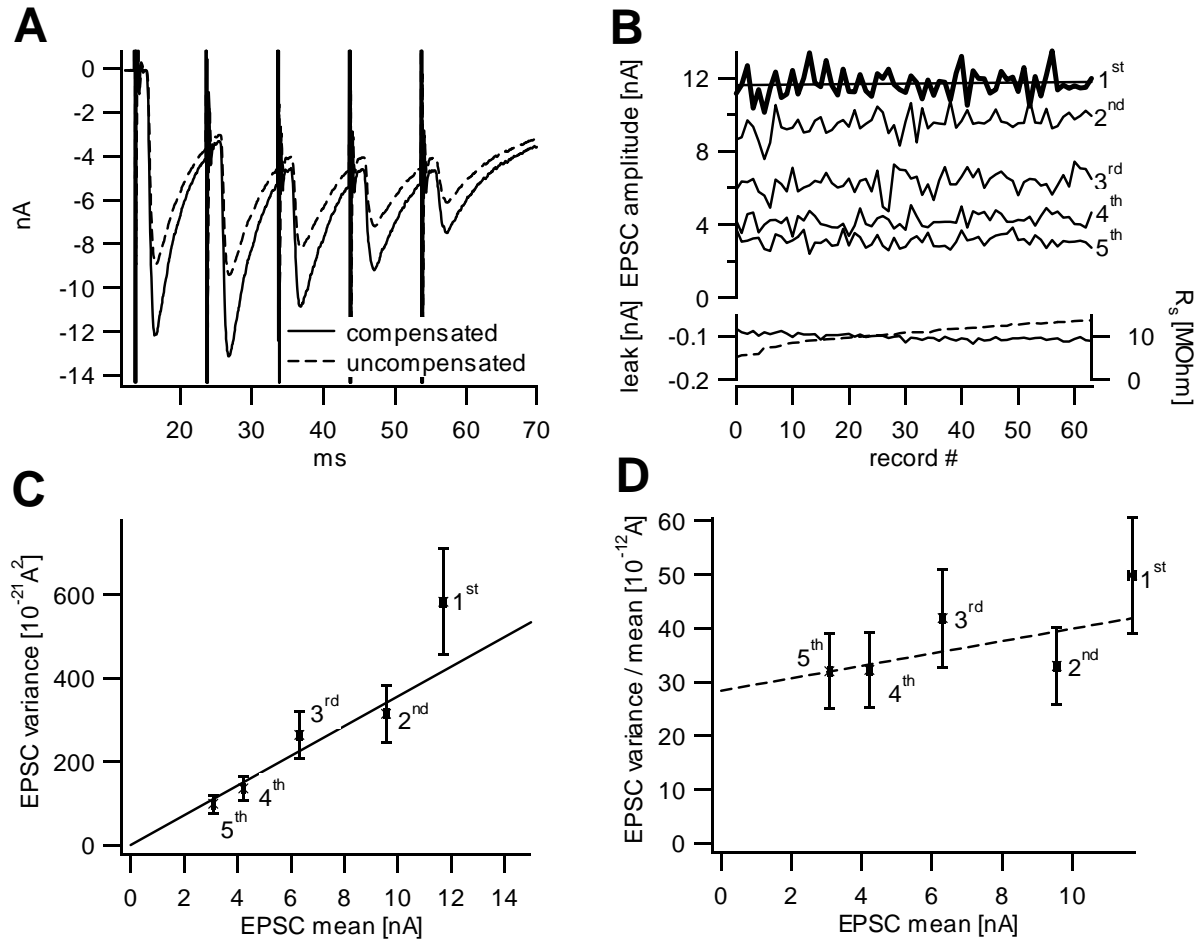 A
nA
0
-2
-4
-6
-8
-10
-12
-14
compensated
uncompensated
20 30 40 50 60 70
ms
B
EPSC amplitude [nA]
12
8
4
0
1st
2nd
3rd
4th
5th
leak [nA]
-0.1
-0.2
10
0
Rs [MOhm]
0 10 20 30 40 50 60
record #
C
EPSC variance [10-21A2]
600
400
200
0
1st
2nd
3rd
4th
5th
0 2 4 6 8 10 12 14
EPSC mean [nA]
D
EPSC variance / mean [10-12A]
60
50
40
30
20
10
0
1st
3rd
5th
2nd
4th
0 2 4 6 8 10
EPSC mean [nA]